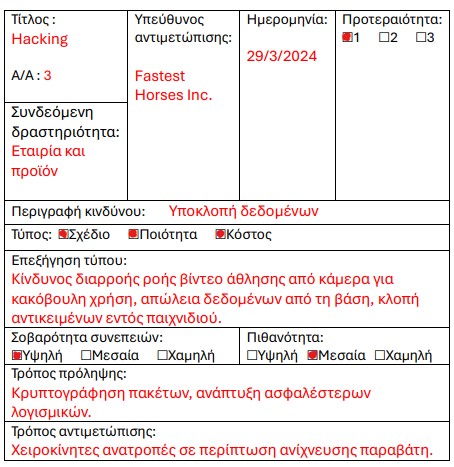 Τίτλος :
Hacking
Α/Α : 3
Υπεύθυνος
αντιμετώπισης:
Fastest
Horses Inc.
Ημερομηνία:
29/3/2024
Προτεραιότητα:
☒1 ☐2 ☐3
Συνδεόμενη
δραστηριότητα:
Εταιρία και
προϊόν
Περιγραφή κινδύνου: Υποκλοπή δεδομένων
Τύπος: ☒Σχέδιο ☒Ποιότητα ☒Κόστος
Επεξήγηση τύπου:
Κίνδυνος διαρροής ροής βίντεο άθλησης από κάμερα για
κακόβουλη χρήση, απώλεια δεδομένων από τη βάση, κλοπή
αντικειμένων εντός παιχνιδιού.
Σοβαρότητα συνεπειών:
☒Υψηλή ☐Μεσαία ☐Χαμηλή
Πιθανότητα:
☐Υψηλή ☒Μεσαία ☐Χαμηλή
Τρόπος πρόληψης:
Κρυπτογράφηση πακέτων, ανάπτυξη ασφαλέστερων
λογισμικών.
Τρόπος αντιμετώπισης:
Χειροκίνητες ανατροπές σε περίπτωση ανίχνευσης παραβάτη.